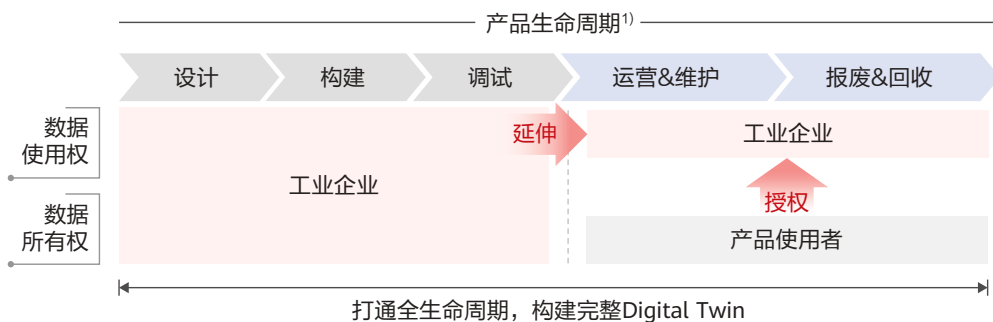 产品生命周期1)
设计
构建
调试
运营&维护
报废&回收
数据
使用权
延伸
工业企业
工业企业
授权
数据
所有权
产品使用者
打通全生命周期，构建完整Digital Twin